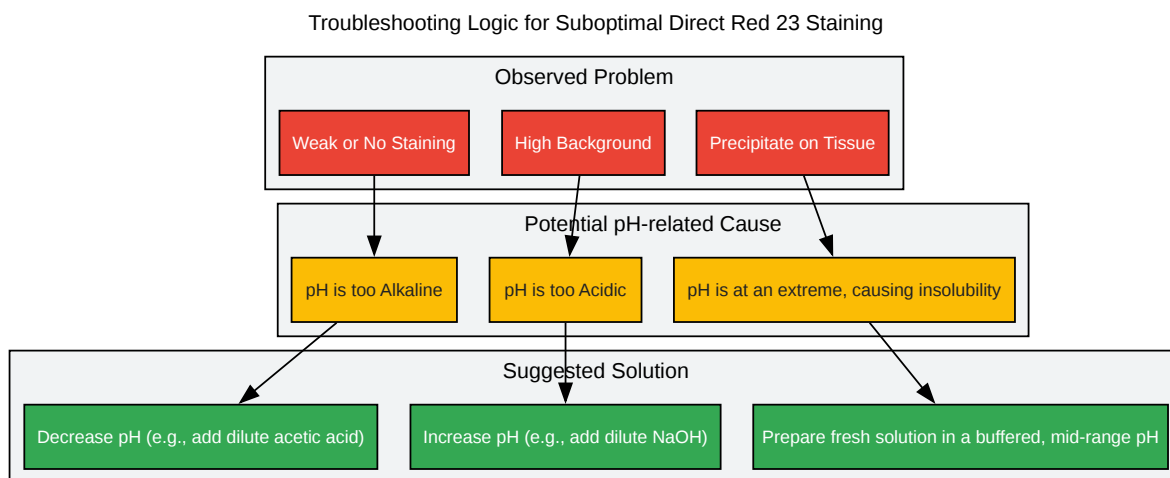 Troubleshooting Logic for Suboptimal Direct Red 23 Staining
Observed Problem
Weak or No Staining
High Background
Precipitate on Tissue
Potential pH-related Cause
pH is too Alkaline
pH is too Acidic
pH is at an extreme, causing insolubility
Suggested Solution
Decrease pH (e.g., add dilute acetic acid)
Increase pH (e.g., add dilute NaOH)
Prepare fresh solution in a buffered, mid-range pH